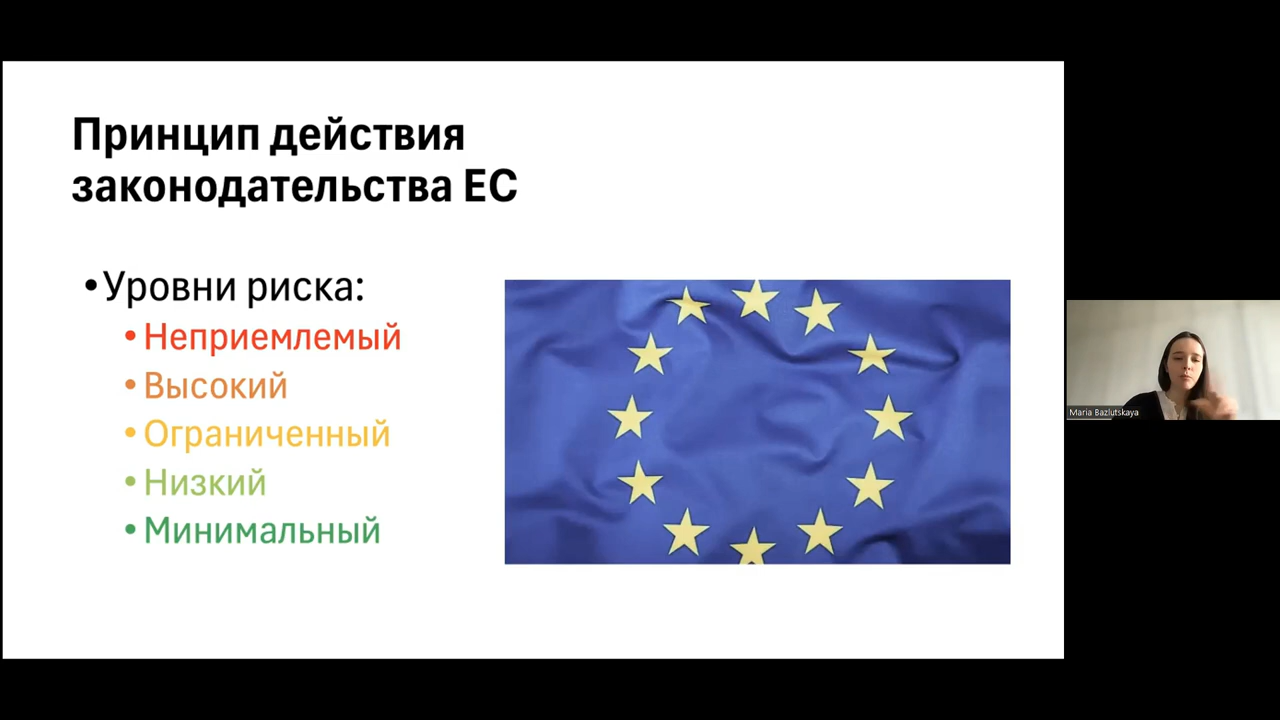 Принцип действия
законодательства ЕС
•Уровни риска:
• Неприемлемый
• Высокий
• Ограниченный
• Низкий
• Минимальный
Maria Bazlutskaya